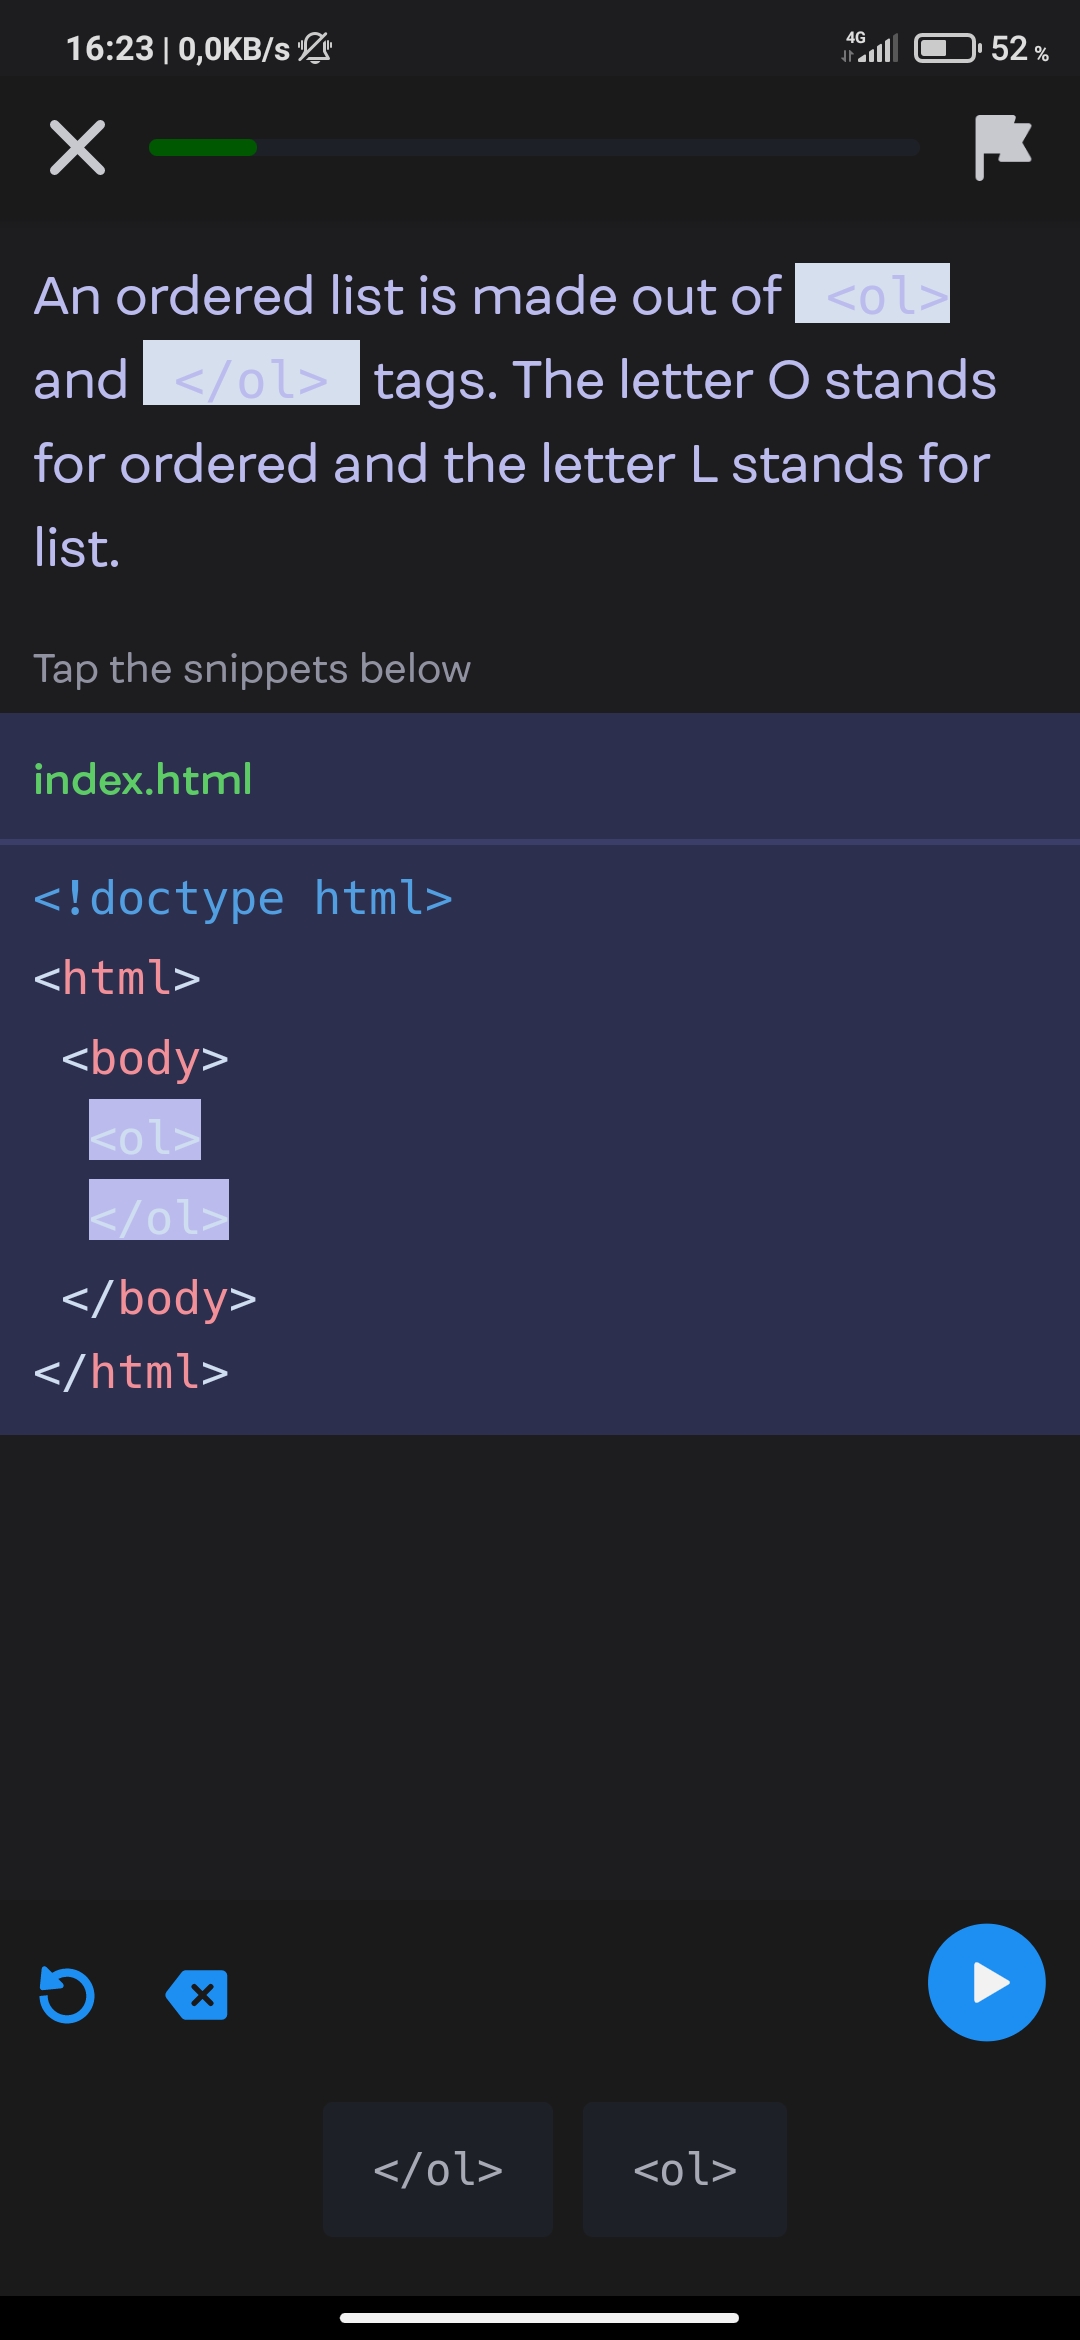 16:23 | 0,0KB/s 4G 52 %
An ordered list is made out of <ol>
and </ol> tags. The letter O stands
for ordered and the letter L stands for
list.
Tap the snippets below
index.html
<!doctype html>
<html>
<body>
<ol>
</ol>
</body>
</html>
</ol> <ol>